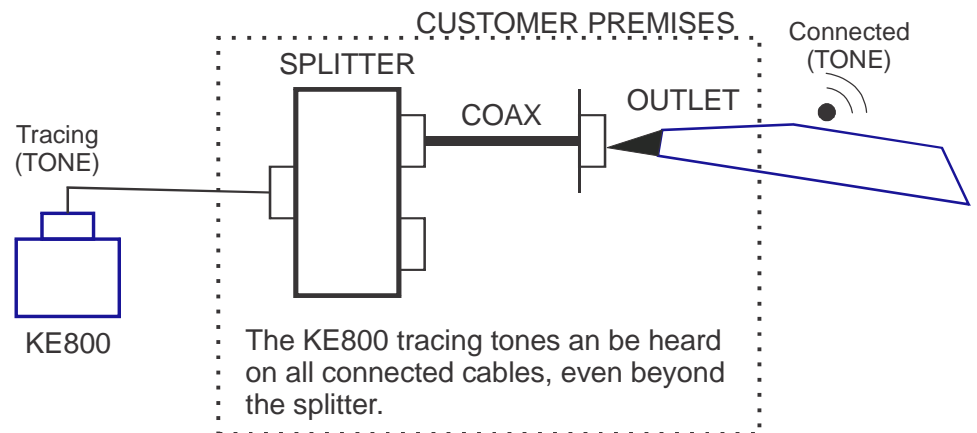 CUSTOMER PREMISES
Connected
(TONE)
SPLITTER
COAX
OUTLET
Tracing
(TONE)
KE800
The KE800 tracing tones an be heard
on all connected cables, even beyond
the splitter.